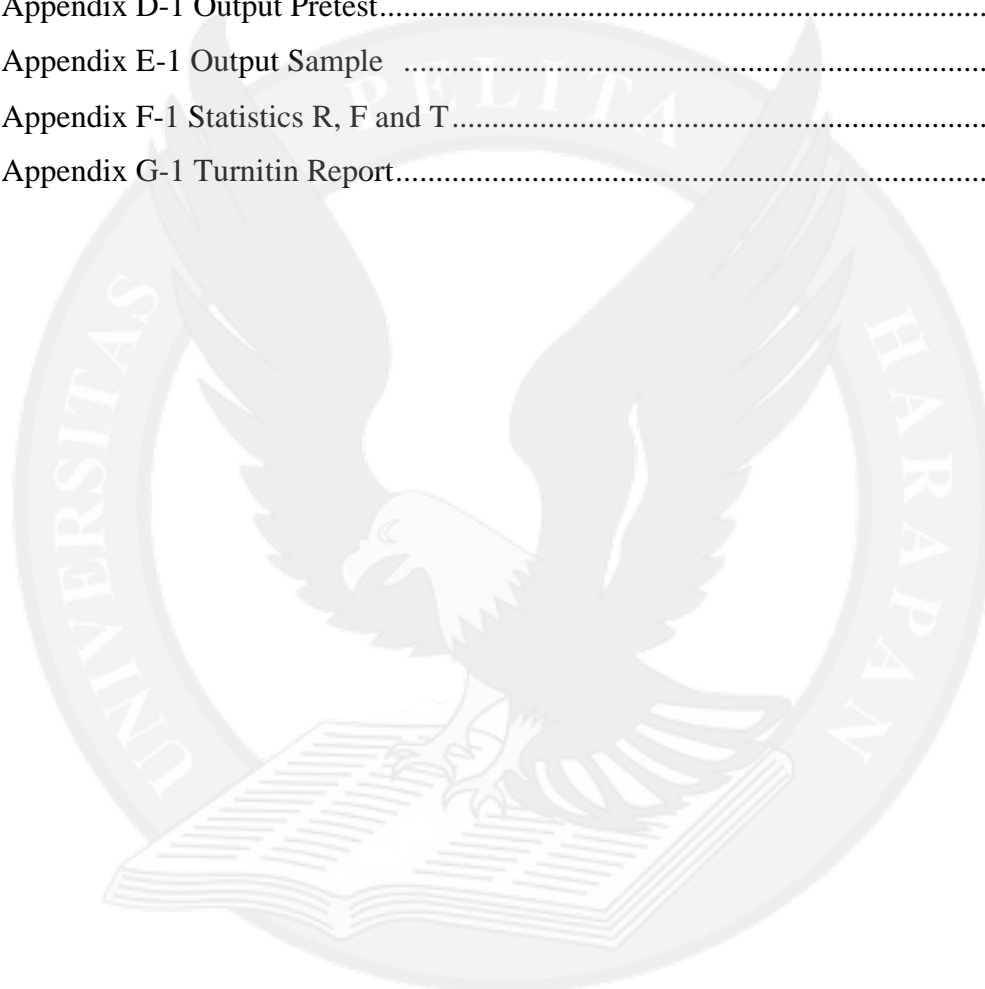 Appendix D-1 Output Pretest..........................................................................
Appendix E-1 Output Sample ........................................................................
Appendix F-1 Statistics R, F and T..................................................................
Appendix G-1 Turnitin Report.........................................................................
UNIVERSITAS PELITA HARAPAN